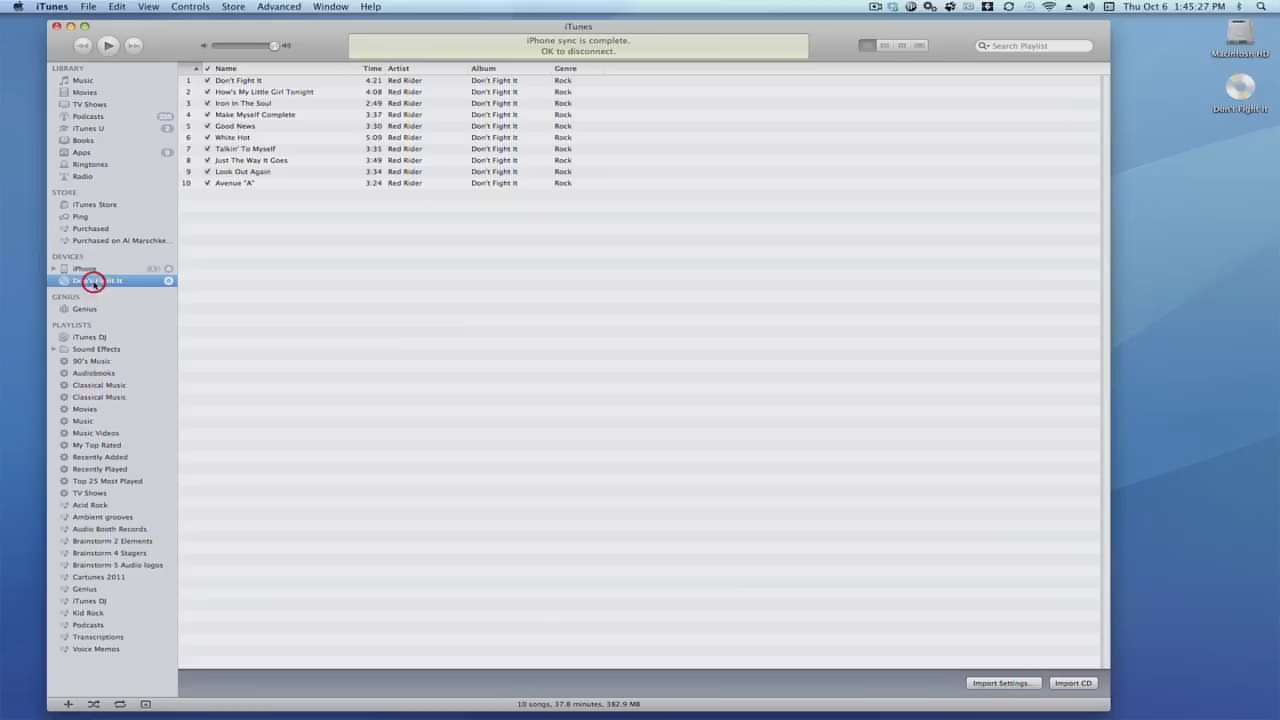 iTunes File Edit View Controls Store Advanced Window Help Thu Oct 6 1:45:27 PM
iTunes
iPhone sync is complete.
OK to disconnect.
Search Playlist
Macintosh HD
Don't Fight It
LIBRARY
Music
Movies
TV Shows
Podcasts
iTunes U
Books
Apps
Ringtones
Radio
STORE
iTunes Store
Ping
Purchased
Purchased on Al Marschke...
DEVICES
iPhone
Don't Fight It
GENIUS
Genius
PLAYLISTS
iTunes DJ
Sound Effects
90's Music
Audiobooks
Classical Music
Classical Music
Movies
Music
Music Videos
My Top Rated
Recently Added
Recently Played
Top 25 Most Played
TV Shows
Acid Rock
Ambient grooves
Audio Booth Records
Brainstorm 2 Elements
Brainstorm 4 Stagers
Brainstorm 5 Audio logos
Cartunes 2011
Genius
iTunes DJ
Kid Rock
Podcasts
Transcriptions
Voice Memos
Name Time Artist Album Genre
1 Don't Fight It 4:21 Red Rider Don't Fight It Rock
2 How's My Little Girl Tonight 4:08 Red Rider Don't Fight It Rock
3 Iron In The Soul 2:49 Red Rider Don't Fight It Rock
4 Make Myself Complete 3:37 Red Rider Don't Fight It Rock
5 Good News 3:30 Red Rider Don't Fight It Rock
6 White Hot 5:09 Red Rider Don't Fight It Rock
7 Talkin' To Myself 3:35 Red Rider Don't Fight It Rock
8 Just The Way It Goes 3:49 Red Rider Don't Fight It Rock
9 Look Out Again 3:34 Red Rider Don't Fight It Rock
10 Avenue "A" 3:24 Red Rider Don't Fight It Rock
Import Settings... Import CD
10 songs, 37.8 minutes, 382.9 MB